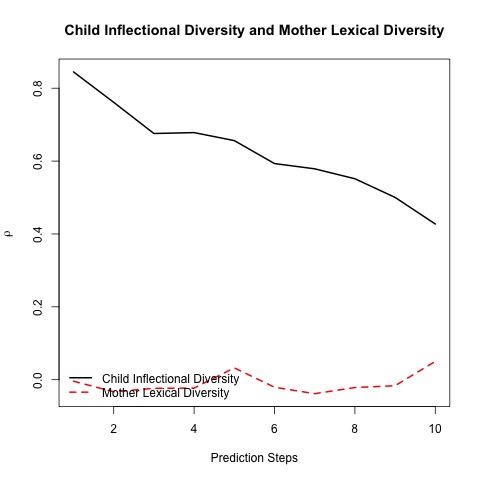 Child Inflectional Diversity and Mother Lexical Diversity
ρ
0.8
0.6
0.4
0.2
0.0
Child Inflectional Diversity
Mother Lexical Diversity
2 4 6 8 10
Prediction Steps